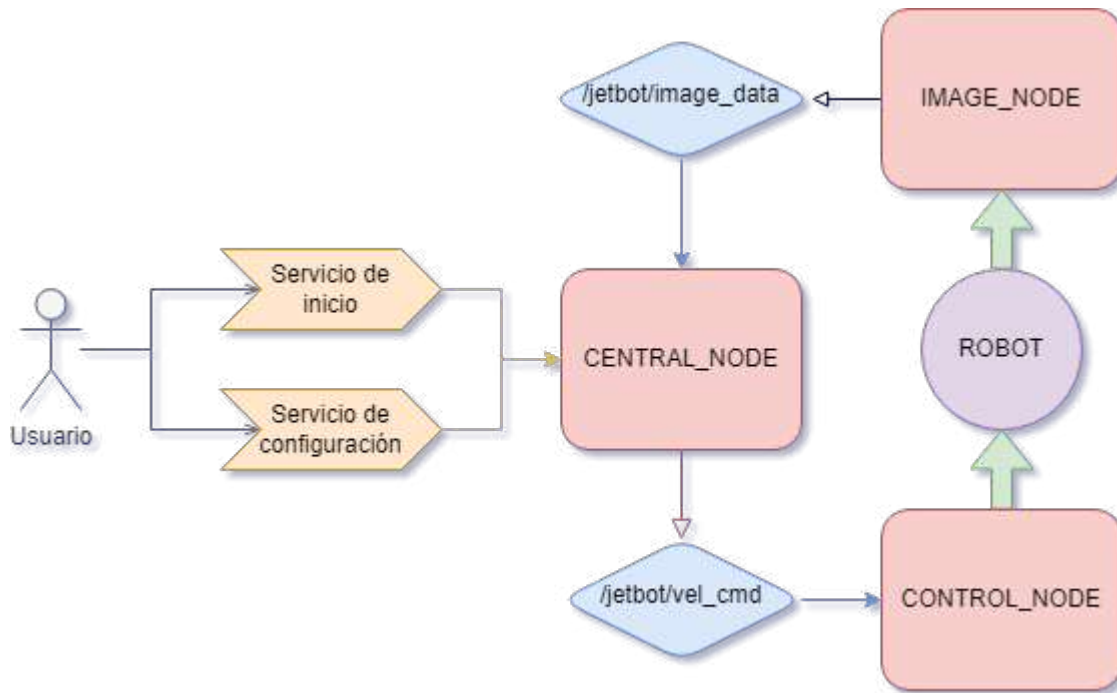 /jetbot/image_data
IMAGE_NODE
Servicio de
inicio
CENTRAL_NODE
ROBOT
Usuario
Servicio de
configuración
/jetbot/vel_cmd
CONTROL_NODE